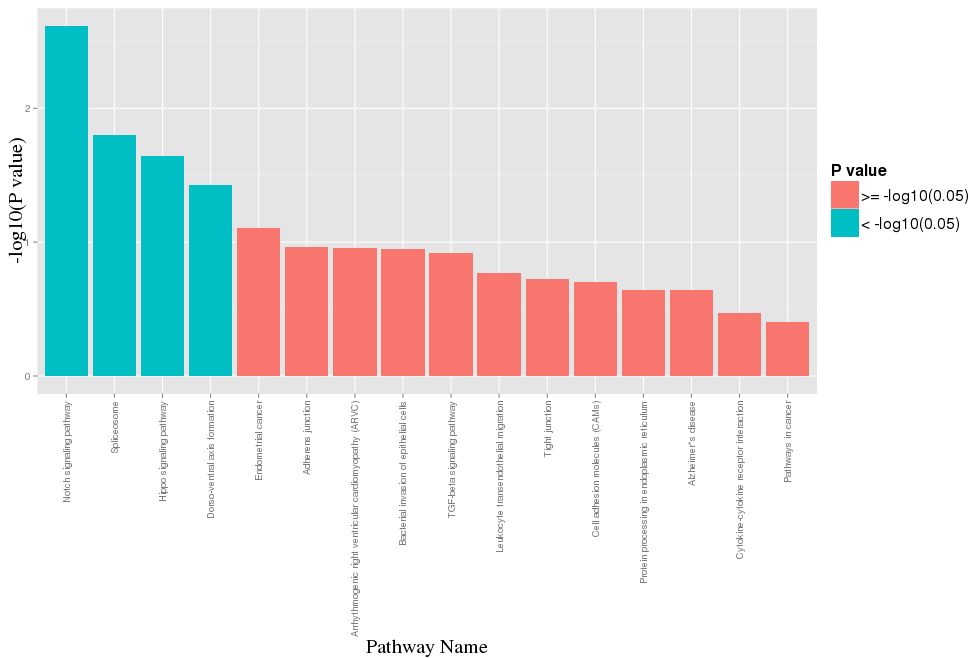 -log10(P value)
2
1
0
Notch signaling pathway
Spliceosome
Hippo signaling pathway
Dorso-ventral axis formation
Endometrial cancer
Adherens junction
Arrhythmogenic right ventricular cardiomyopathy (ARVC)
Bacterial invasion of epithelial cells
TGF-beta signaling pathway
Leukocyte transendothelial migration
Tight junction
Cell adhesion molecules (CAMs)
Protein processing in endoplasmic reticulum
Alzheimer"s disease
Cytokine-cytokine receptor interaction
Pathways in cancer
Pathway Name
P value
>= -log10(0.05)
< -log10(0.05)